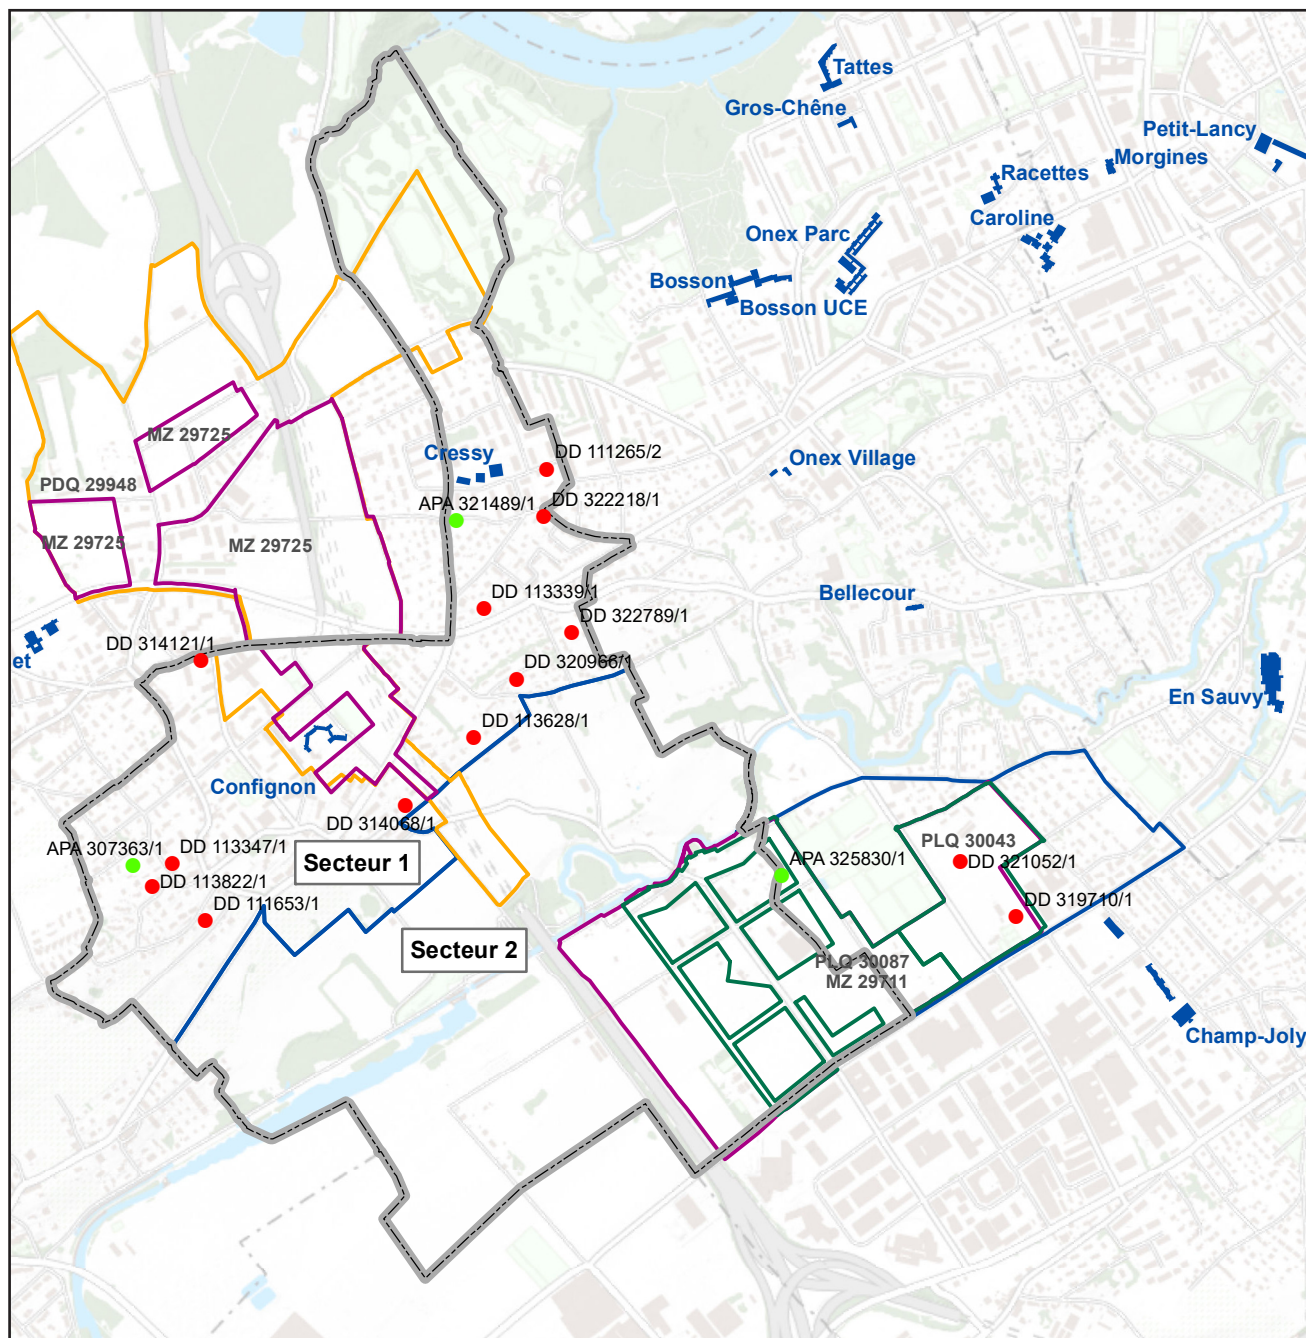 Tattes
Gros-Chêne
Petit-Lancy
Morgines
Racettes
Caroline
Onex Parc
Bosson
Bosson UCE
MZ 29725
Cressy
DD 111265/2
Onex Village
PDQ 29948
APA 321489/1
DD 322218/1
MZ 29725
MZ 29725
DD 113339/1
Bellecour
DD 322789/1
DD 314121/1
et
DD 320966/1
En Sauvy
DD 113628/1
Confignon
DD 314068/1
PLQ 30043
APA 307363/1
DD 113347/1
Secteur 1
APA 325830/1
DD 321052/1
DD 113822/1
DD 111653/1
DD 319710/1
Secteur 2
PLQ 30087
MZ 29711
Champ-Joly